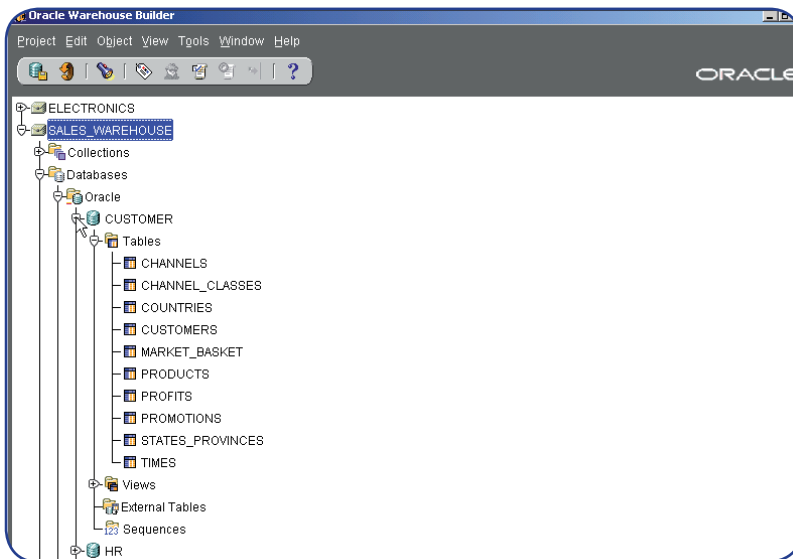 Oracle Warehouse Builder
Project Edit Object View Tools Window Help
?
ORACLE
ELECTRONICS
SALES_WAREHOUSE
Collections
Databases
Oracle
CUSTOMER
Tables
CHANNELS
CHANNEL_CLASSES
COUNTRIES
CUSTOMERS
MARKET_BASKET
PRODUCTS
PROFITS
PROMOTIONS
STATES_PROVINCES
TIMES
Views
External Tables
123 Sequences
HR